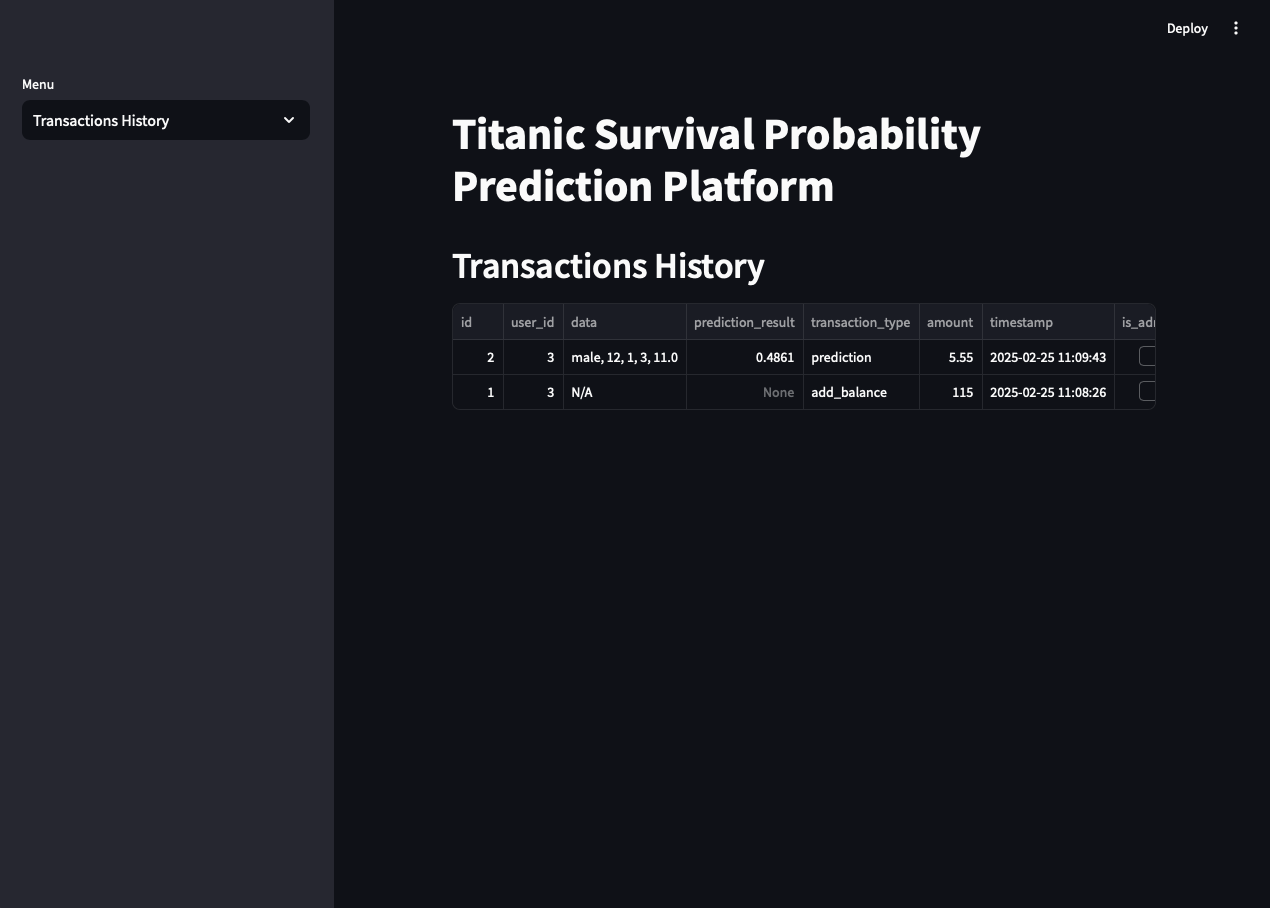 Deploy
Menu
Transactions History
Titanic Survival Probability
Prediction Platform
Transactions History
id user_id data prediction_result transaction_type amount timestamp
2 3 male, 12, 1, 3, 11.0 0.4861 prediction 5.55 2025-02-25 11:09:43
1 3 N/A None add_balance 115 2025-02-25 11:08:26